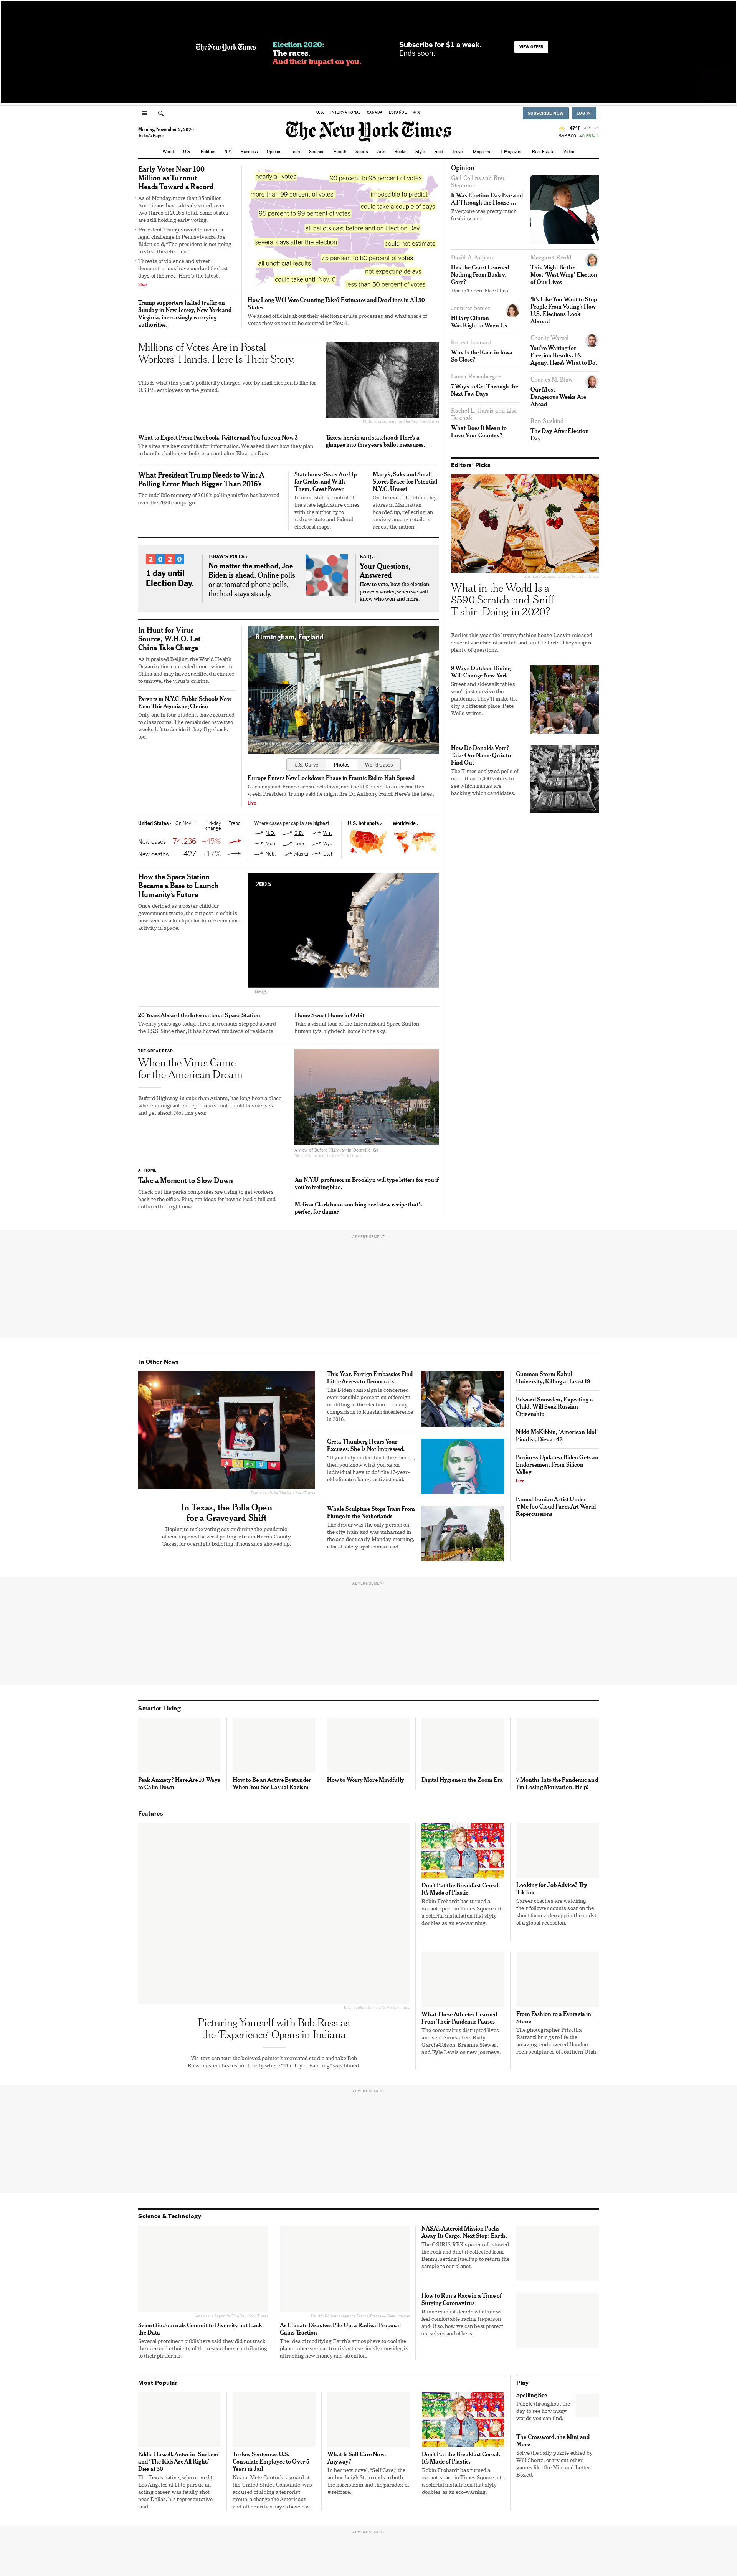 The New York Times
Election 2020:
The races.
And their impact on you.
Subscribe for $1 a week.
Ends soon.
VIEW OFFER
U.S.
INTERNATIONAL
CANADA
ESPAÑOL
中文
SUBSCRIBE NOW
LOG IN
Monday, November 2, 2020
Today's Paper
The New York Times
47°F
S&P 500
World
U.S.
Politics
N.Y.
Business
Opinion
Tech
Science
Health
Sports
Arts
Books
Style
Food
Travel
Magazine
T Magazine
Real Estate
Video
Early Votes Near 100
Million as Turnout
Heads Toward a Record
As of Monday, more than 95 million
Americans have already voted, over
two-thirds of 2016's total. Some states
are still holding early voting.
President Trump vowed to mount a
legal challenge in Pennsylvania. Joe
Biden said, "The president is not going
to steal this election."
Threats of violence and street
demonstrations have marked the last
days of the race. Here's the latest.
Live
Trump supporters halted traffic on
Sunday in New Jersey, New York and
Virginia, increasingly worrying
authorities.
nearly all votes
90 percent to 95 percent of votes
more than 99 percent of votes
impossible to predict
could take a couple of days
95 percent to 99 percent of votes
all ballots cast before and on Election Day
several days after the election
could not estimate
75 percent to 80 percent of votes
all unofficial results
not expecting delays
could take until Nov. 6
less than 50 percent of votes
How Long Will Vote Counting Take? Estimates and Deadlines in All 50
States
We asked officials about their election results processes and what share of
votes they expect to be counted by Nov. 4.
Millions of Votes Are in Postal
Workers' Hands. Here Is Their Story.
This is what this year's politically charged vote-by-mail election is like for
U.S.P.S. employees on the ground.
What to Expect From Facebook, Twitter and YouTube on Nov. 3
The sites are key conduits for information. We asked them how they plan
to handle challenges before, on and after Election Day.
Taxes, heroin and statehood: Here's a
glimpse into this year's ballot measures.
What President Trump Needs to Win: A
Polling Error Much Bigger Than 2016's
The indelible memory of 2016's polling misfire has hovered
over the 2020 campaign.
Statehouse Seats Are Up
for Grabs, and With
Them, Great Power
In most states, control of
the state legislature comes
with the authority to
redraw state and federal
electoral maps.
Macy's, Saks and Small
Stores Brace for Potential
N.Y.C. Unrest
On the eve of Election Day,
stores in Manhattan
boarded up, reflecting an
anxiety among retailers
across the nation.
2020
1 day until
Election Day.
TODAY'S POLLS ›
No matter the method, Joe
Biden is ahead. Online polls
or automated phone polls,
the lead stays steady.
F.A.Q. ›
Your Questions,
Answered
How to vote, how the election
process works, when we will
know who won and more.
In Hunt for Virus
Source, W.H.O. Let
China Take Charge
As it praised Beijing, the World Health
Organization concealed concessions to
China and may have sacrificed a chance
to unravel the virus's origins.
Parents in N.Y.C. Public Schools Now
Face This Agonizing Choice
Only one in four students have returned
to classrooms. The remainder have two
weeks left to decide if they'll go back,
too.
Birmingham, England
U.S. Curve
Photos
World Cases
Europe Enters New Lockdown Phase in Frantic Bid to Halt Spread
Germany and France are in lockdown, and the U.K. is set to enter one this
week. President Trump said he might fire Dr. Anthony Fauci. Here's the latest.
Live
United States ›
On Nov. 1
14-day
change
Trend
New cases
74,236
+45%
New deaths
427
+17%
Where cases per capita are highest
N.D.
S.D.
Wis.
Mont.
Iowa
Wyo.
Neb.
Alaska
Utah
U.S. hot spots ›
Worldwide ›
How the Space Station
Became a Base to Launch
Humanity's Future
Once derided as a poster child for
government waste, the outpost in orbit is
now seen as a linchpin for future economic
activity in space.
2005
NASA
20 Years Aboard the International Space Station
Twenty years ago today, three astronauts stepped aboard
the I.S.S. Since then, it has hosted hundreds of residents.
Home Sweet Home in Orbit
Take a visual tour of the International Space Station,
humanity's high-tech home in the sky.
THE GREAT READ
When the Virus Came
for the American Dream
Buford Highway, in suburban Atlanta, has long been a place
where immigrant entrepreneurs could build businesses
and get ahead. Not this year.
A view of Buford Highway in Doraville, Ga.
AT HOME
Take a Moment to Slow Down
Check out the perks companies are using to get workers
back to the office. Plus, get ideas for how to lead a full and
cultured life right now.
An N.Y.U. professor in Brooklyn will type letters for you if
you're feeling blue.
Melissa Clark has a soothing beef stew recipe that's
perfect for dinner.
Opinion
Gail Collins and Bret
Stephens
It Was Election Day Eve and
All Through the House …
Everyone was pretty much
freaking out.
David A. Kaplan
Has the Court Learned
Nothing From Bush v.
Gore?
Doesn't seem like it has.
Jennifer Senior
Hillary Clinton
Was Right to Warn Us
Robert Leonard
Why Is the Race in Iowa
So Close?
Laura Rosenberger
7 Ways to Get Through the
Next Few Days
Rachel L. Harris and Lisa
Tarchak
What Does It Mean to
Love Your Country?
Margaret Renkl
This Might Be the
Most 'West Wing' Election
of Our Lives
'It's Like You Want to Stop
People From Voting': How
U.S. Elections Look
Abroad
Charlie Warzel
You're Waiting for
Election Results. It's
Agony. Here's What to Do.
Charles M. Blow
Our Most
Dangerous Weeks Are
Ahead
Ron Suskind
The Day After Election
Day
Editors' Picks
What in the World Is a
$590 Scratch-and-Sniff
T-shirt Doing in 2020?
Earlier this year, the luxury fashion house Lanvin released
several varieties of scratch-and-sniff T-shirts. They inspire
plenty of questions.
9 Ways Outdoor Dining
Will Change New York
Street and sidewalk tables
won't just survive the
pandemic. They'll make the
city a different place, Pete
Wells writes.
How Do Donalds Vote?
Take Our Name Quiz to
Find Out
The Times analyzed polls of
more than 17,000 voters to
see which names are
backing which candidates.
ADVERTISEMENT
In Other News
In Texas, the Polls Open
for a Graveyard Shift
Hoping to make voting easier during the pandemic,
officials opened several polling sites in Harris County,
Texas, for overnight balloting. Thousands showed up.
This Year, Foreign Embassies Find
Little Access to Democrats
The Biden campaign is concerned
over possible perception of foreign
meddling in the election — or any
comparison to Russian interference
in 2016.
Greta Thunberg Hears Your
Excuses. She Is Not Impressed.
"If you fully understand the science,
then you know what you as an
individual have to do," the 17-year-
old climate-change activist said.
Whale Sculpture Stops Train From
Plunge in the Netherlands
The driver was the only person on
the city train and was unharmed in
the accident early Monday morning,
a local safety spokesman said.
Gunmen Storm Kabul
University, Killing at Least 19
Edward Snowden, Expecting a
Child, Will Seek Russian
Citizenship
Nikki McKibbin, 'American Idol'
Finalist, Dies at 42
Business Updates: Biden Gets an
Endorsement From Silicon
Valley
Live
Famed Iranian Artist Under
#MeToo Cloud Faces Art World
Repercussions
ADVERTISEMENT
Smarter Living
Peak Anxiety? Here Are 10 Ways
to Calm Down
How to Be an Active Bystander
When You See Casual Racism
How to Worry More Mindfully
Digital Hygiene in the Zoom Era
7 Months Into the Pandemic and
I'm Losing Motivation. Help!
Features
Picturing Yourself with Bob Ross as
the 'Experience' Opens in Indiana
Visitors can tour the beloved painter's recreated studio and take Bob
Ross master classes, in the city where "The Joy of Painting" was filmed.
Don't Eat the Breakfast Cereal.
It's Made of Plastic.
Robin Frohardt has turned a
vacant space in Times Square into
a colorful installation that slyly
doubles as an eco-warning.
Looking for Job Advice? Try
TikTok
Career coaches are watching
their follower counts soar on the
short-form video app in the midst
of a global recession.
What These Athletes Learned
From Their Pandemic Pauses
The coronavirus disrupted lives
and sent Sunisa Lee, Rudy
Garcia-Tolson, Breanna Stewart
and Kyle Lewis on new journeys.
From Fashion to a Fantasia in
Stone
The photographer Priscilla
Rattazzi brings to life the
amazing, endangered Hoodoo
rock sculptures of southern Utah.
ADVERTISEMENT
Science & Technology
Scientific Journals Commit to Diversity but Lack
the Data
Several prominent publishers said they did not track
the race and ethnicity of the researchers contributing
to their platforms.
As Climate Disasters Pile Up, a Radical Proposal
Gains Traction
The idea of modifying Earth's atmosphere to cool the
planet, once seen as too risky to seriously consider, is
attracting new money and attention.
NASA's Asteroid Mission Packs
Away Its Cargo. Next Stop: Earth.
The OSIRIS-REX spacecraft stowed
the rock and dust it collected from
Bennu, setting itself up to return the
sample to our planet.
How to Run a Race in a Time of
Surging Coronavirus
Runners must decide whether we
feel comfortable racing in-person
and, if so, how we can best protect
ourselves and others.
Most Popular
Eddie Hassell, Actor in 'Surface'
and 'The Kids Are All Right,'
Dies at 30
The Texas native, who moved to
Los Angeles at 11 to pursue an
acting career, was fatally shot
near Dallas, his representative
said.
Turkey Sentences U.S.
Consulate Employee to Over 5
Years in Jail
Nazmi Mete Canturk, a guard at
the United States Consulate, was
accused of aiding a terrorist
group, a charge the Americans
and other critics say is baseless.
What Is Self Care Now,
Anyway?
In her new novel, "Self Care," the
author Leigh Stein nods to both
the narcissism and the paradox of
#selfcare.
Don't Eat the Breakfast Cereal.
It's Made of Plastic.
Robin Frohardt has turned a
vacant space in Times Square into
a colorful installation that slyly
doubles as an eco-warning.
Play
Spelling Bee
Puzzle throughout the
day to see how many
words you can find.
The Crossword, the Mini and
More
Solve the daily puzzle edited by
Will Shortz, or try out other
games like the Mini and Letter
Boxed.
ADVERTISEMENT